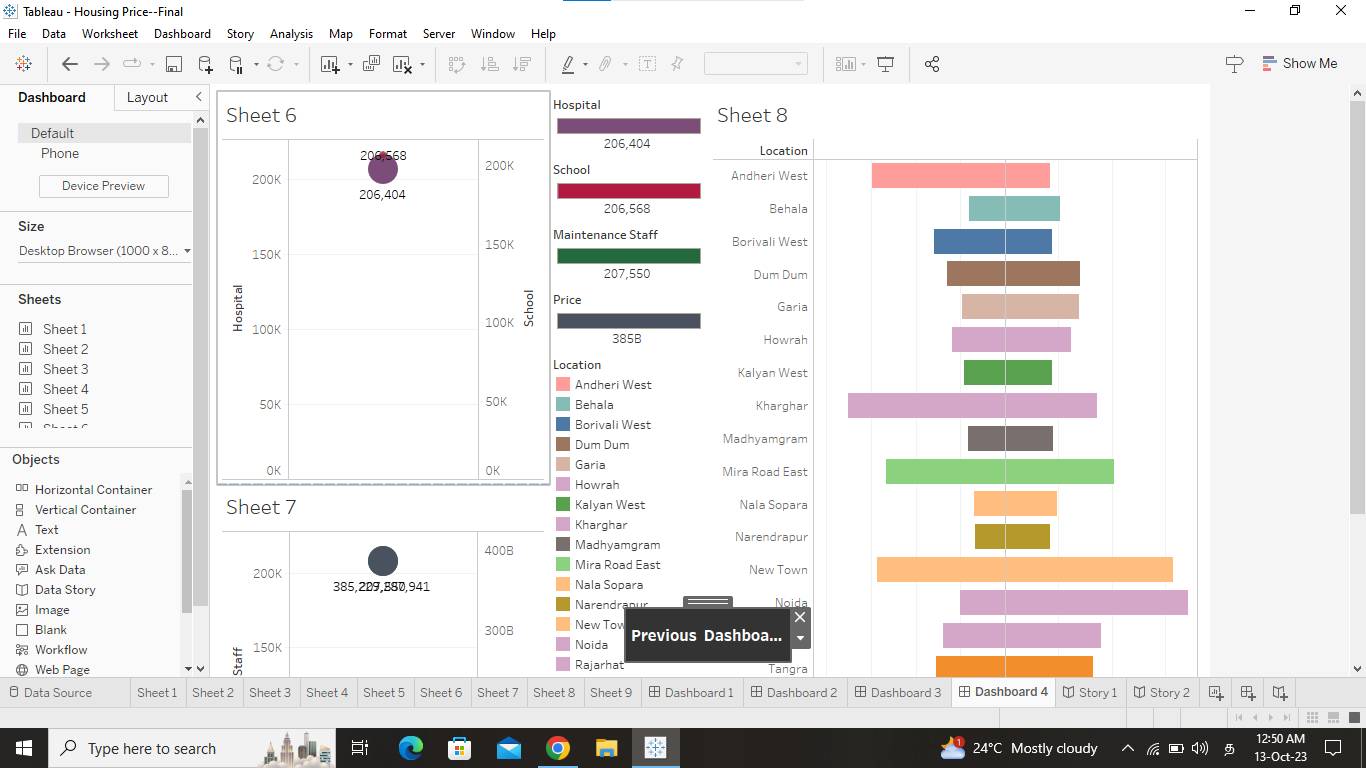 Tableau - Housing Price--Final
File Data Worksheet Dashboard Story Analysis Map Format Server Window Help
Show Me
Dashboard Layout
Default
Phone
Device Preview
Size
Desktop Browser (1000 x 8...
Sheets
Sheet 1
Sheet 2
Sheet 3
Sheet 4
Sheet 5
Objects
Horizontal Container
Vertical Container
Text
Extension
Ask Data
Data Story
Image
Blank
Workflow
Web Page
Sheet 6
Hospital
200K
150K
100K
50K
0K
206,568
206,404
200K
150K
100K
50K
0K
School
Sheet 7
Staff
200K
150K
400B
300B
Hospital
206,404
School
206,568
Maintenance Staff
207,550
Price
385B
Location
Andheri West
Behala
Borivali West
Dum Dum
Garia
Howrah
Kalyan West
Kharghar
Madhyamgram
Mira Road East
Nala Sopara
Narendrapur
New Tow
Noida
Rajarhat
Previous Dashboa...
Sheet 8
Location
Andheri West
Behala
Borivali West
Dum Dum
Garia
Howrah
Kalyan West
Kharghar
Madhyamgram
Mira Road East
Nala Sopara
Narendrapur
New Town
Noida
Tangra
Data Source Sheet 1 Sheet 2 Sheet 3 Sheet 4 Sheet 5 Sheet 6 Sheet 7 Sheet 8 Sheet 9 Dashboard 1 Dashboard 2 Dashboard 3 Dashboard 4 Story 1 Story 2
Type here to search
1
24°C Mostly cloudy
12:50 AM
13-Oct-23